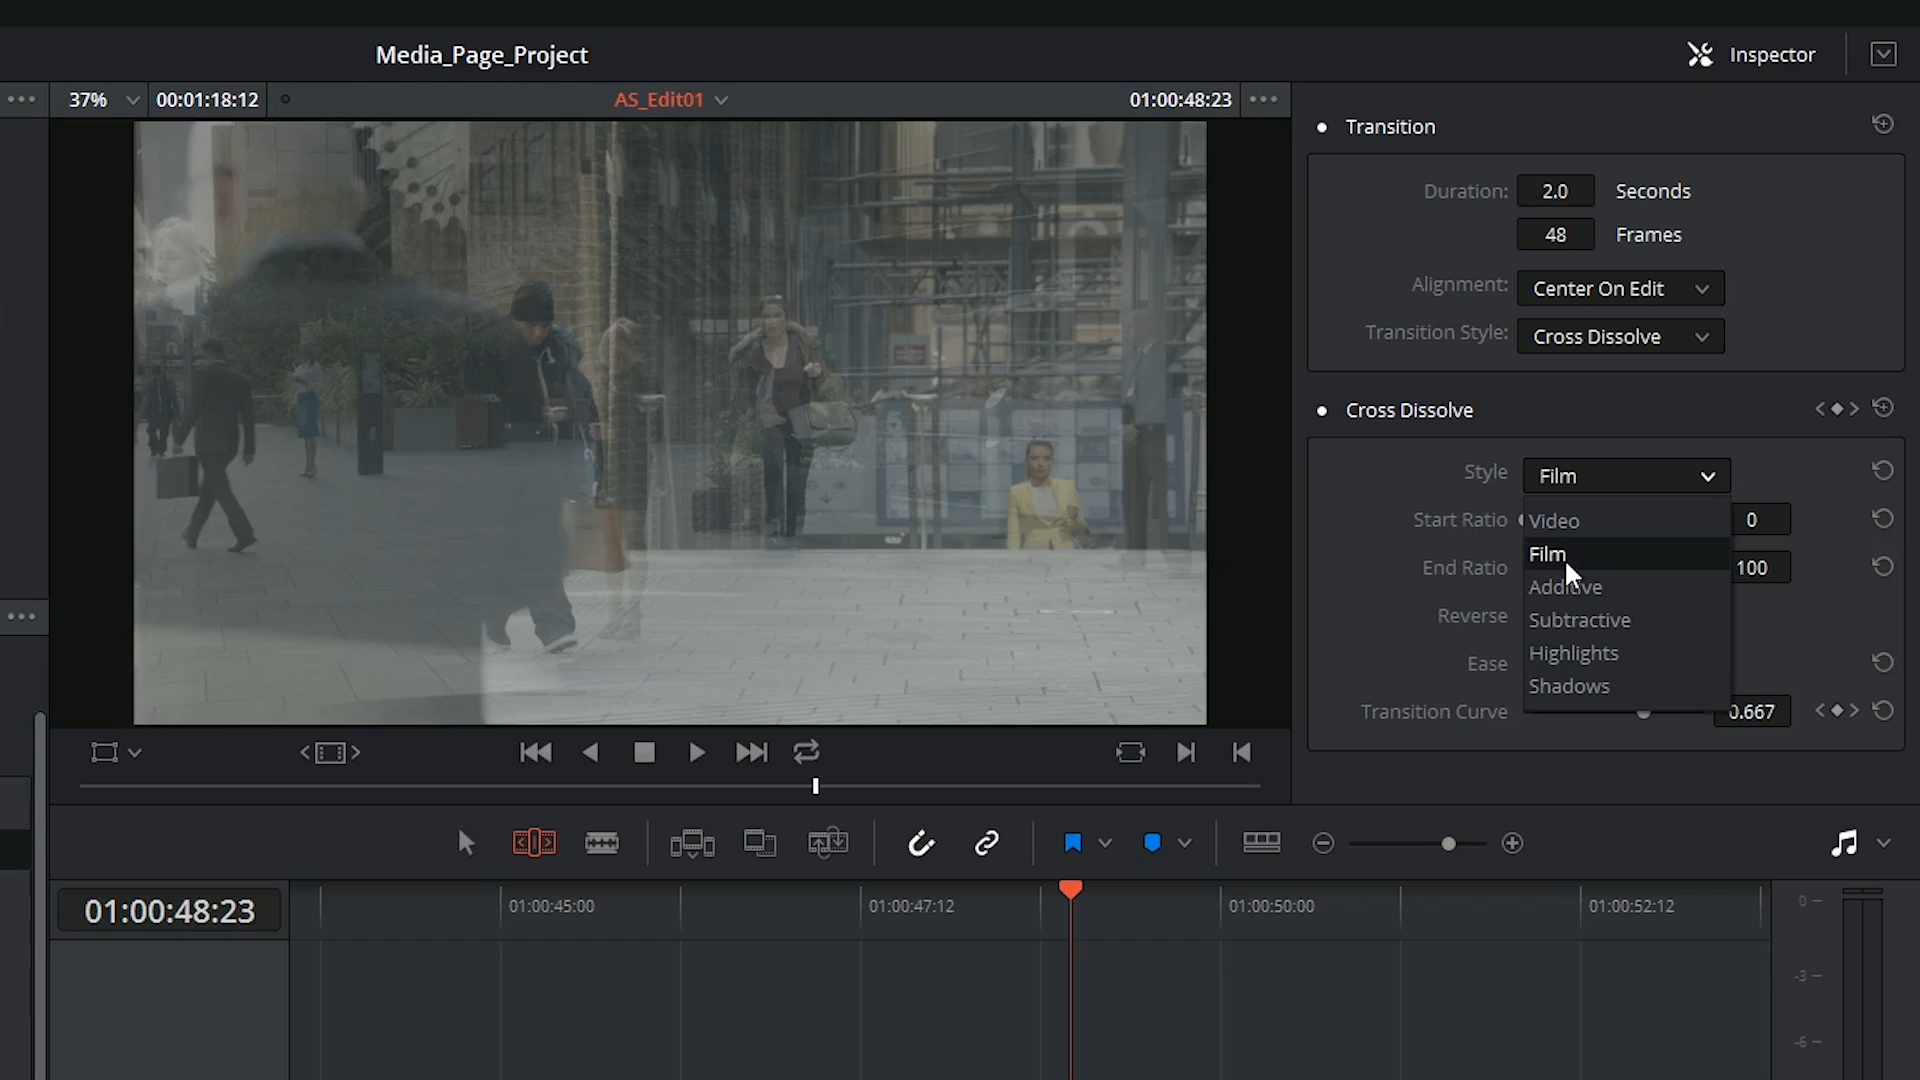 Media_Page_Project
Inspector
37%
00:01:18:12
AS_Edit01
01:00:48:23
Transition
Duration: 2.0 Seconds
48 Frames
Alignment: Center On Edit
Transition Style: Cross Dissolve
Cross Dissolve
Style Film
Video
Film
Additive
Subtractive
Highlights
Shadows
Start Ratio 0
End Ratio 100
Reverse
Ease
Transition Curve 0.667
01:00:48:23
01:00:45:00
01:00:47:12
01:00:50:00
01:00:52:12
0
-3
-6